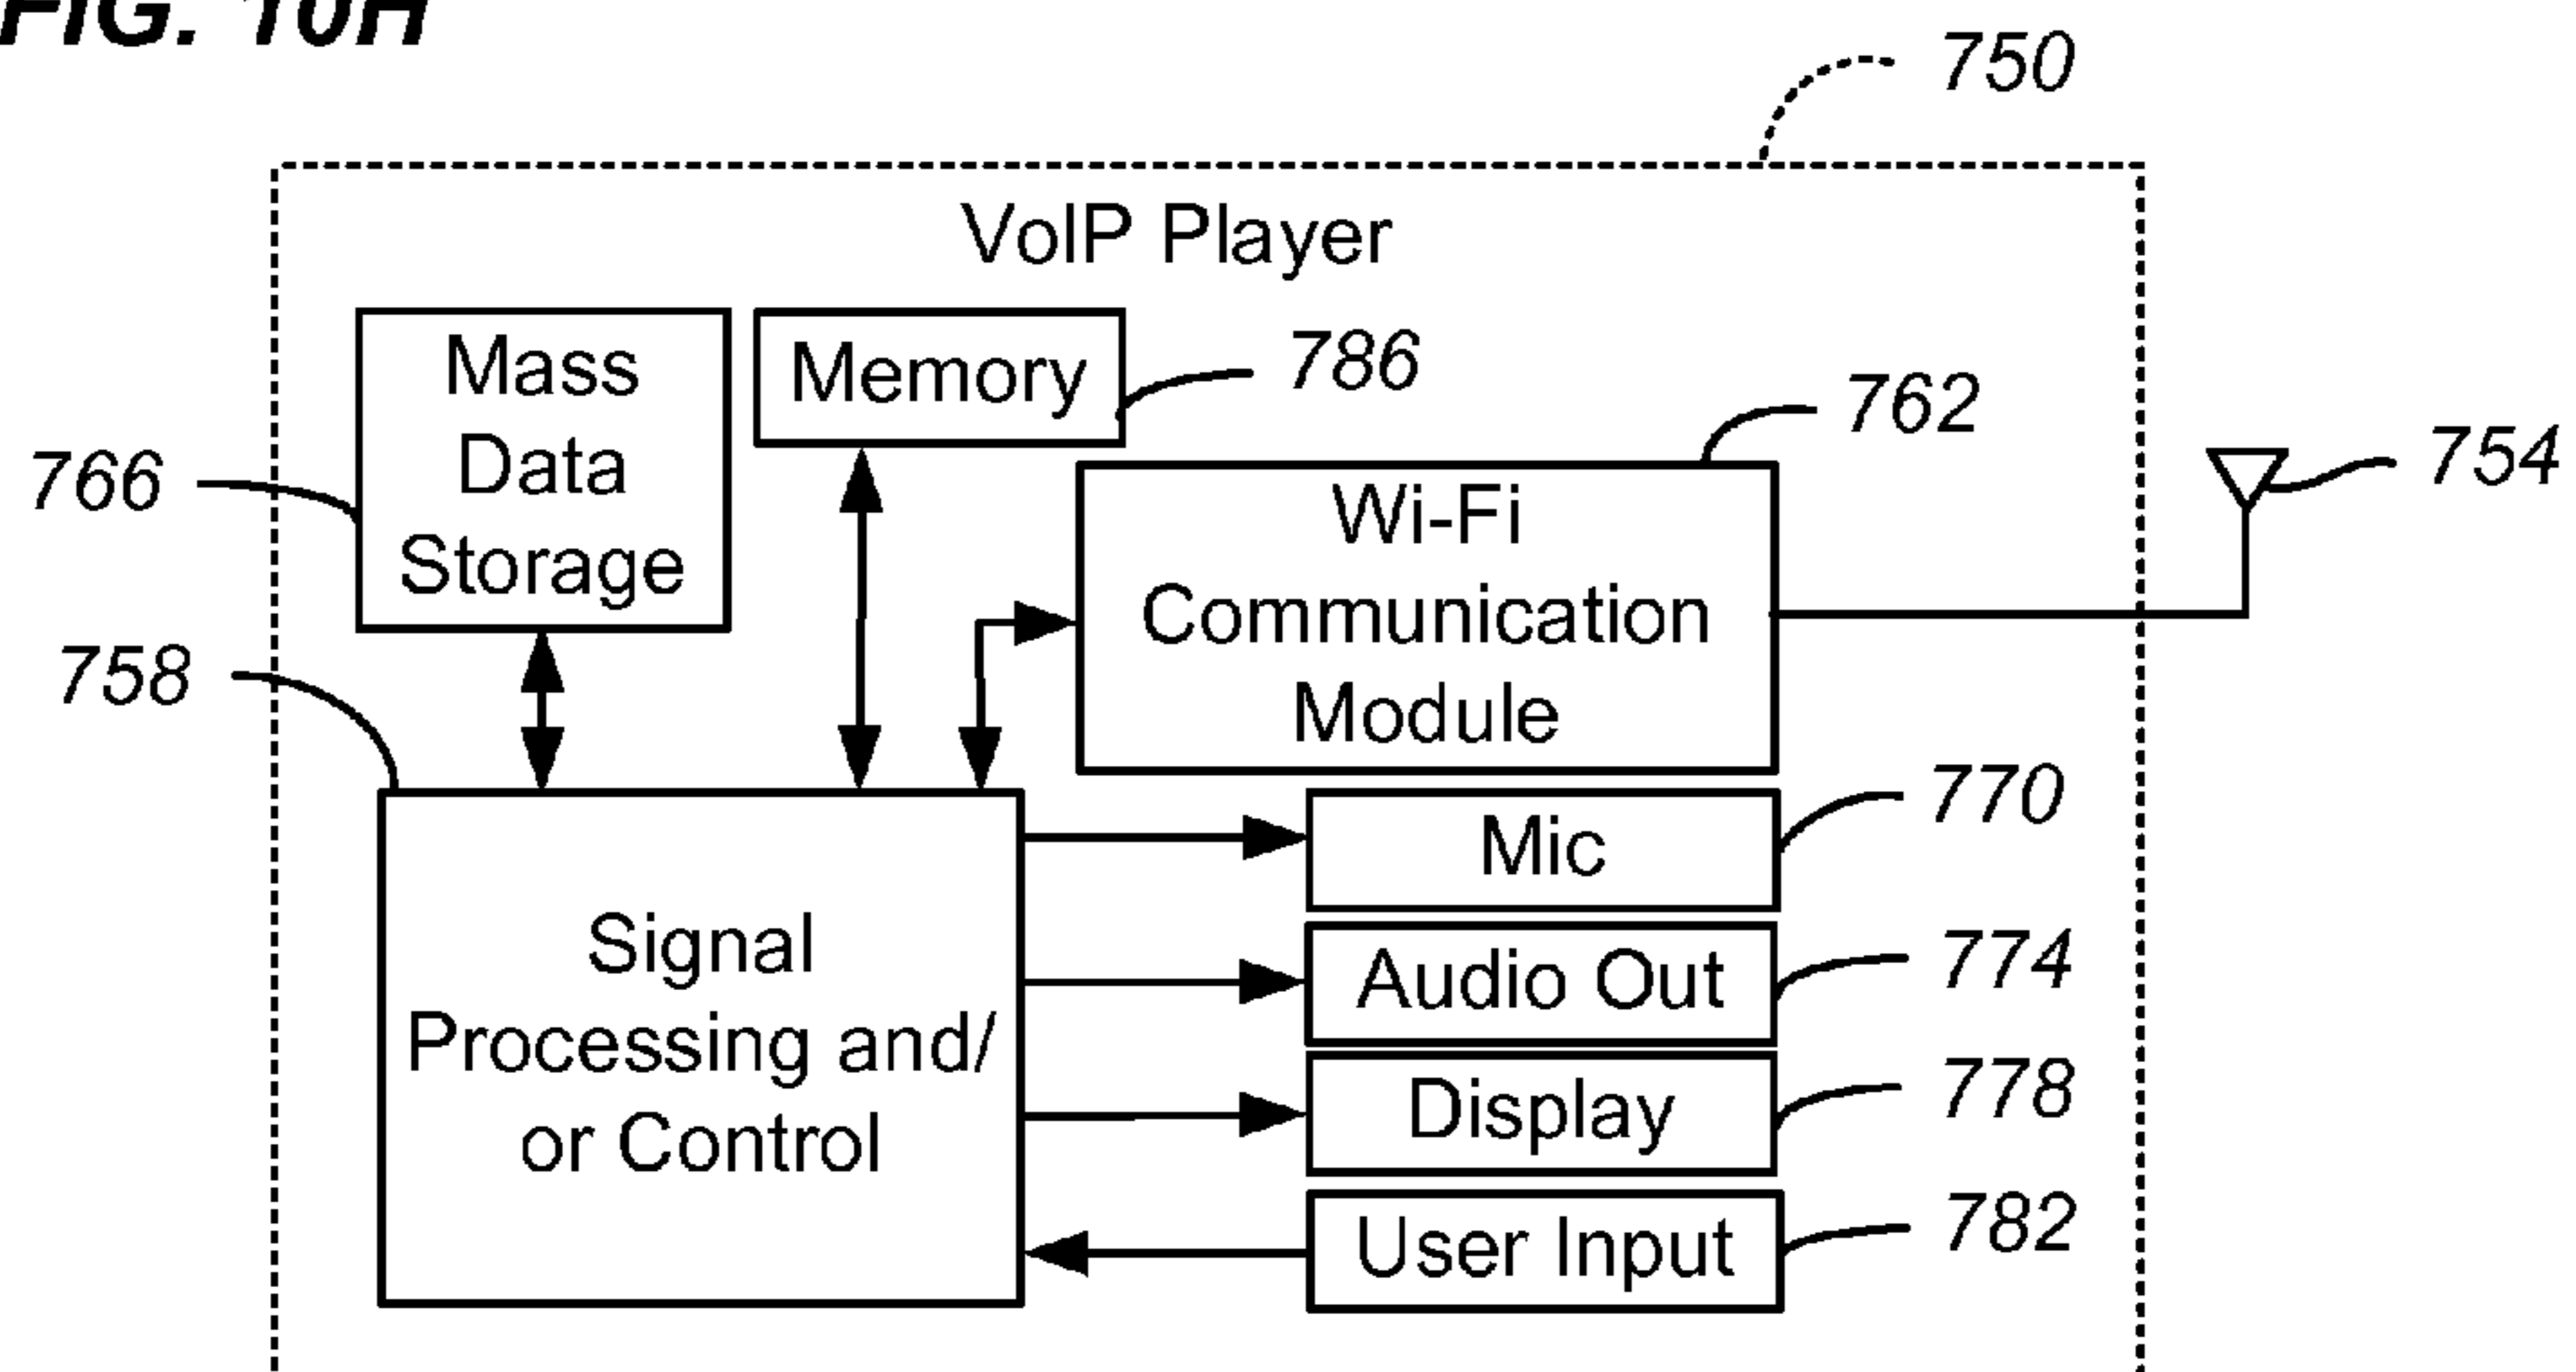 FIG. 10H
750
VoIP Player
Mass
Data
Storage
766
Memory
786
762
Wi-Fi
Communication
Module
754
758
Signal
Processing and/
or Control
Mic
770
Audio Out
774
Display
778
User Input
782